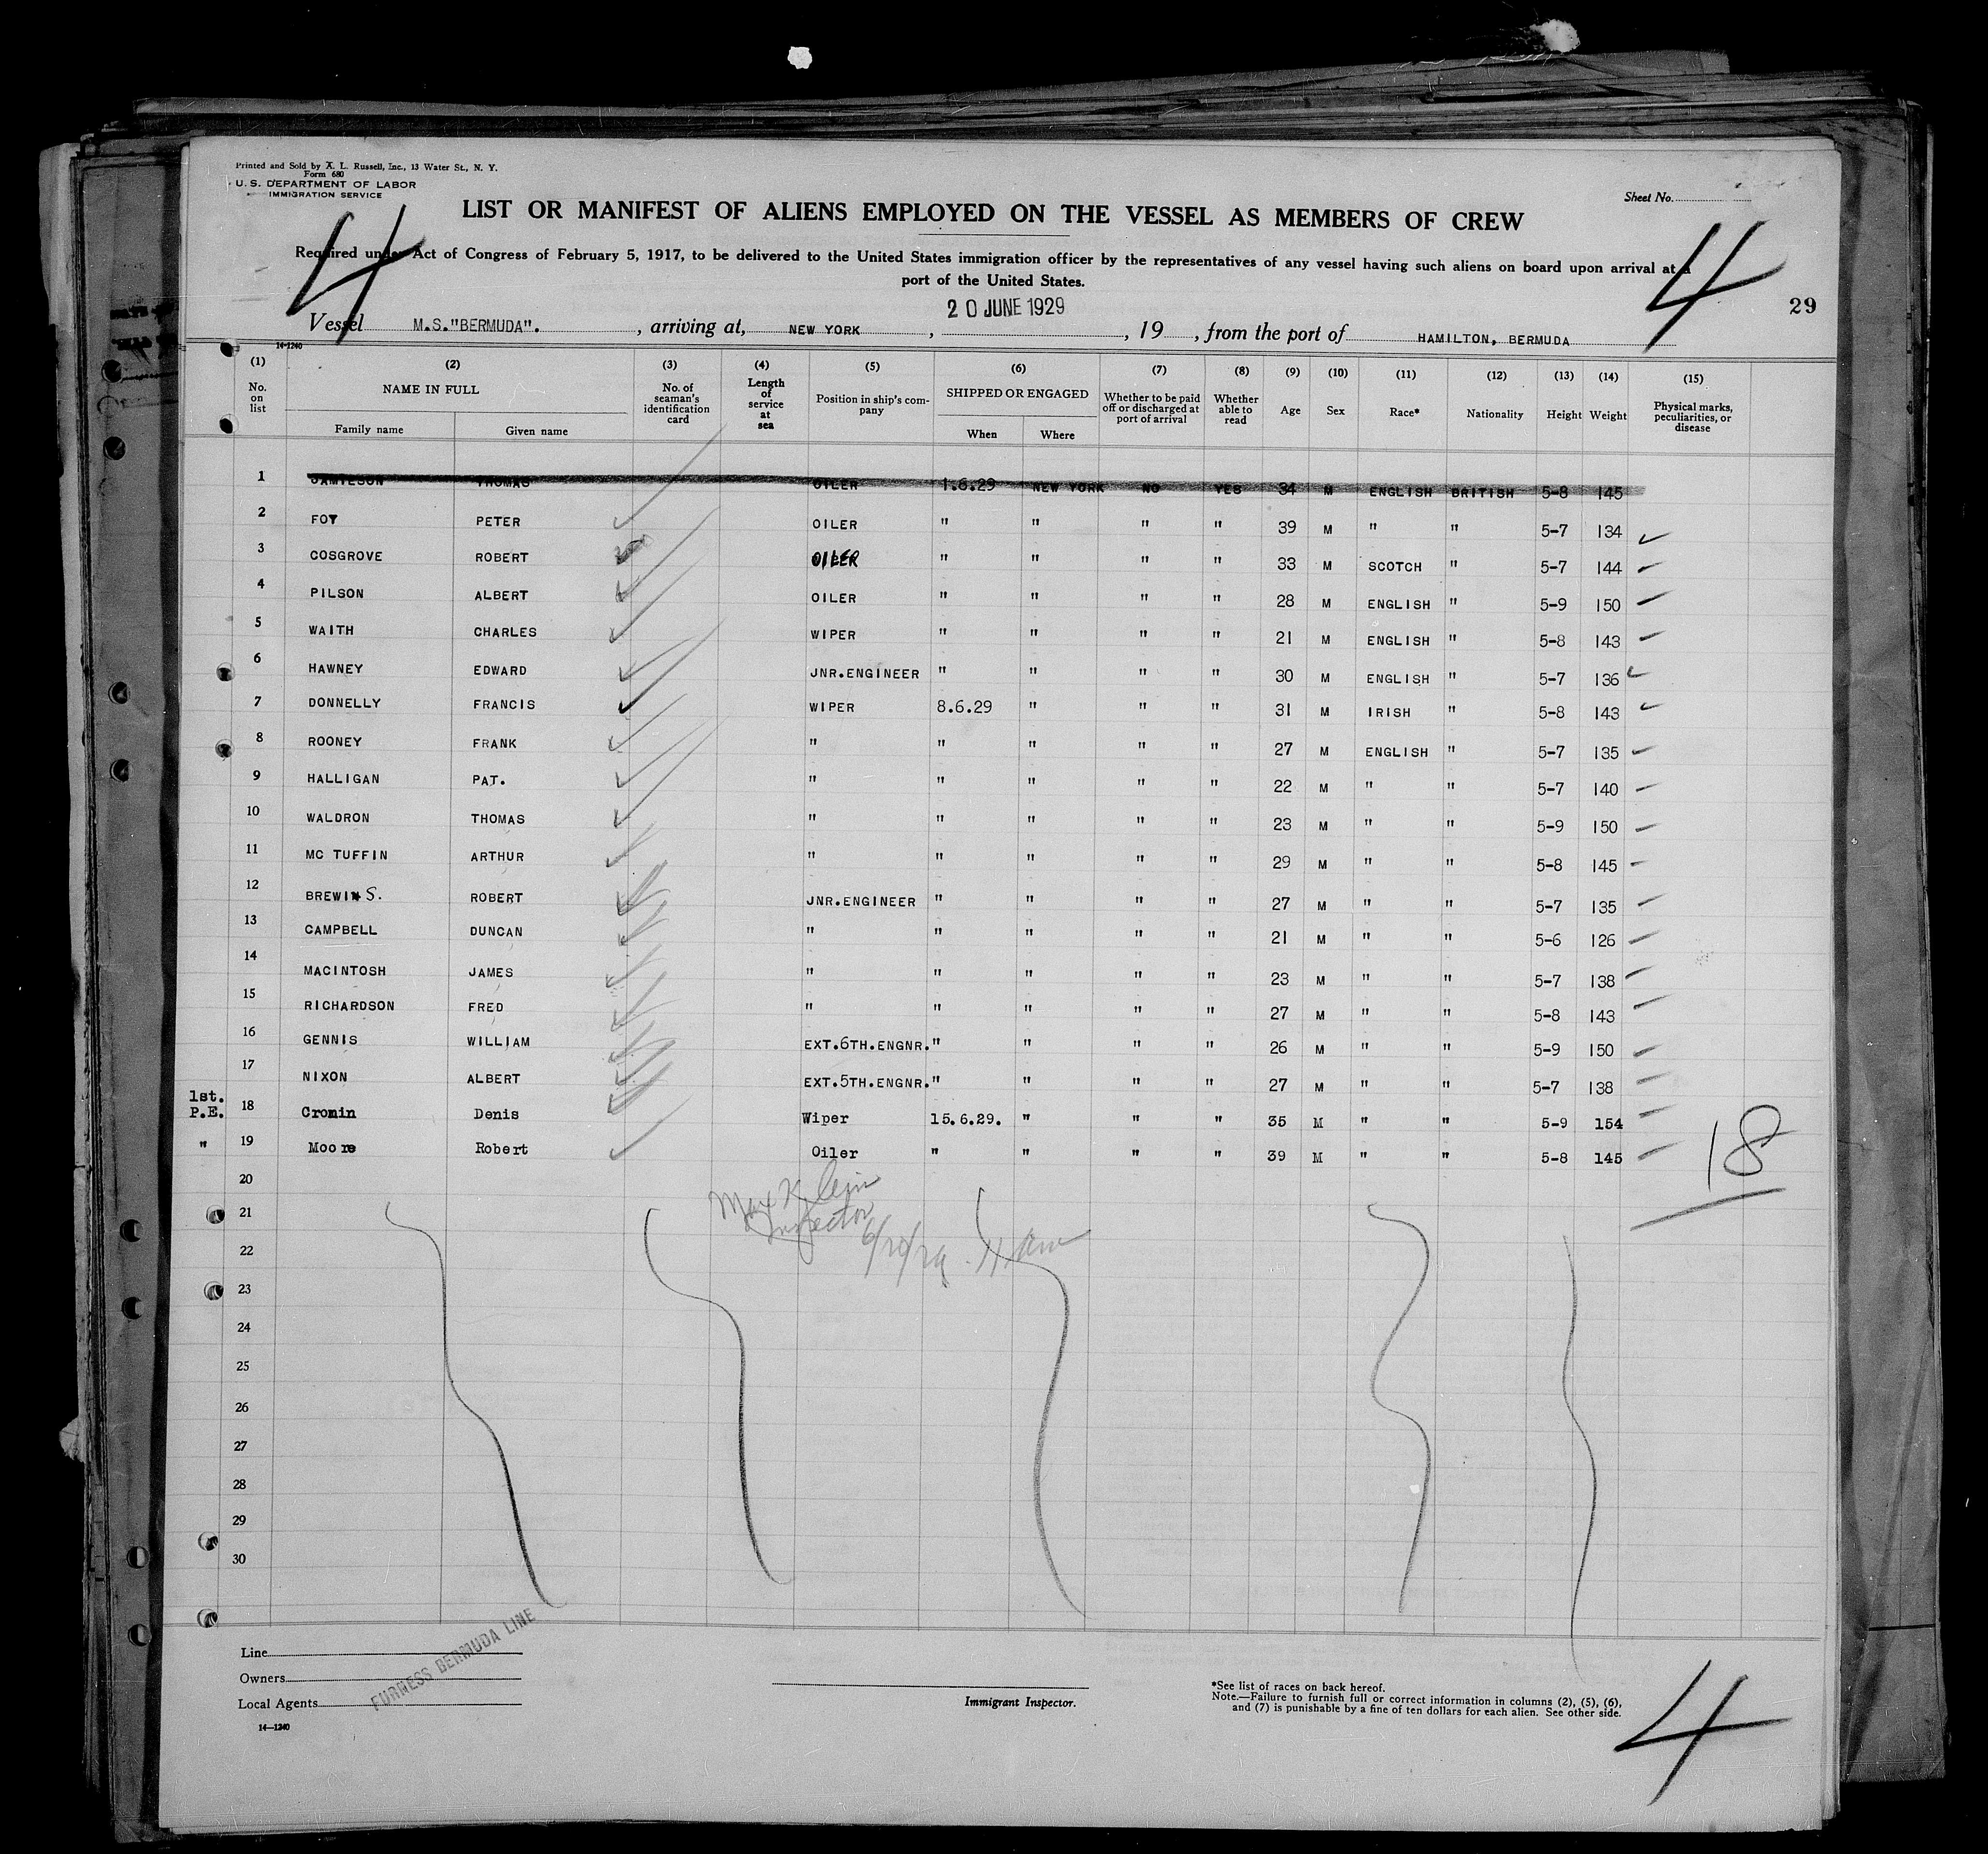 Printed and Sold by A. L. Russell, Inc., 13 Water St., N. Y.
Form 680
U. S. DEPARTMENT OF LABOR
IMMIGRATION SERVICE
Sheet No.
4 4
LIST OR MANIFEST OF ALIENS EMPLOYED ON THE VESSEL AS MEMBERS OF CREW
Required under Act of Congress of February 5, 1917, to be delivered to the United States immigration officer by the representatives of any vessel having such aliens on board upon arrival at a
port of the United States.
20 JUNE 1929
29
Vessel M.S."BERMUDA". , arriving at, NEW YORK , , 19 , from the port of HAMILTON, BERMUDA
14-1240
(1) (2) (3) (4) (5) (6) (7) (8) (9) (10) (11) (12) (13) (14) (15)
No. on list NAME IN FULL No. of seaman's identification card Length of service at sea Position in ship's company SHIPPED OR ENGAGED Whether to be paid off or discharged at port of arrival Whether able to read Age Sex Race* Nationality Height Weight Physical marks, peculiarities, or disease
Family name Given name When Where
1 JAMIESON THOMAS OILER 1.6.29 NEW YORK NO YES 34 M ENGLISH BRITISH 5-8 145
2 FOY PETER OILER " " " " 39 M " " 5-7 134
3 COSGROVE ROBERT OILER " " " " 33 M SCOTCH " 5-7 144
4 PILSON ALBERT OILER " " " " 28 M ENGLISH " 5-9 150
5 WAITH CHARLES WIPER " " " " 21 M ENGLISH " 5-8 143
6 HAWNEY EDWARD JNR.ENGINEER " " " " 30 M ENGLISH " 5-7 136
7 DONNELLY FRANCIS WIPER 8.6.29 " " " 31 M IRISH " 5-8 143
8 ROONEY FRANK " " " " " 27 M ENGLISH " 5-7 135
9 HALLIGAN PAT. " " " " " 22 M " " 5-7 140
10 WALDRON THOMAS " " " " " 23 M " " 5-9 150
11 MC TUFFIN ARTHUR " " " " " 29 M " " 5-8 145
12 BREWIS. ROBERT JNR.ENGINEER " " " " 27 M " " 5-7 135
13 CAMPBELL DUNCAN " " " " " 21 M " " 5-6 126
14 MACINTOSH JAMES " " " " " 23 M " " 5-7 138
15 RICHARDSON FRED " " " " " 27 M " " 5-8 143
16 GENNIS WILLIAM EXT.6TH.ENGNR. " " " " 26 M " " 5-9 150
17 NIXON ALBERT EXT.5TH.ENGNR. " " " " 27 M " " 5-7 138
1st. P.E. 18 Cronin Denis Wiper 15.6.29. " " " 35 M " " 5-9 154
" 19 Moore Robert Oiler " " " " 39 M " " 5-8 145
18
20
Max Klein
Inspector
6/20/29. 11 am
21
22
23
24
25
26
27
28
29
30
Line
Owners
Local Agents
FURNESS BERMUDA LINE
14—1240
Immigrant Inspector.
*See list of races on back hereof.
Note.—Failure to furnish full or correct information in columns (2), (5), (6),
and (7) is punishable by a fine of ten dollars for each alien. See other side.
4